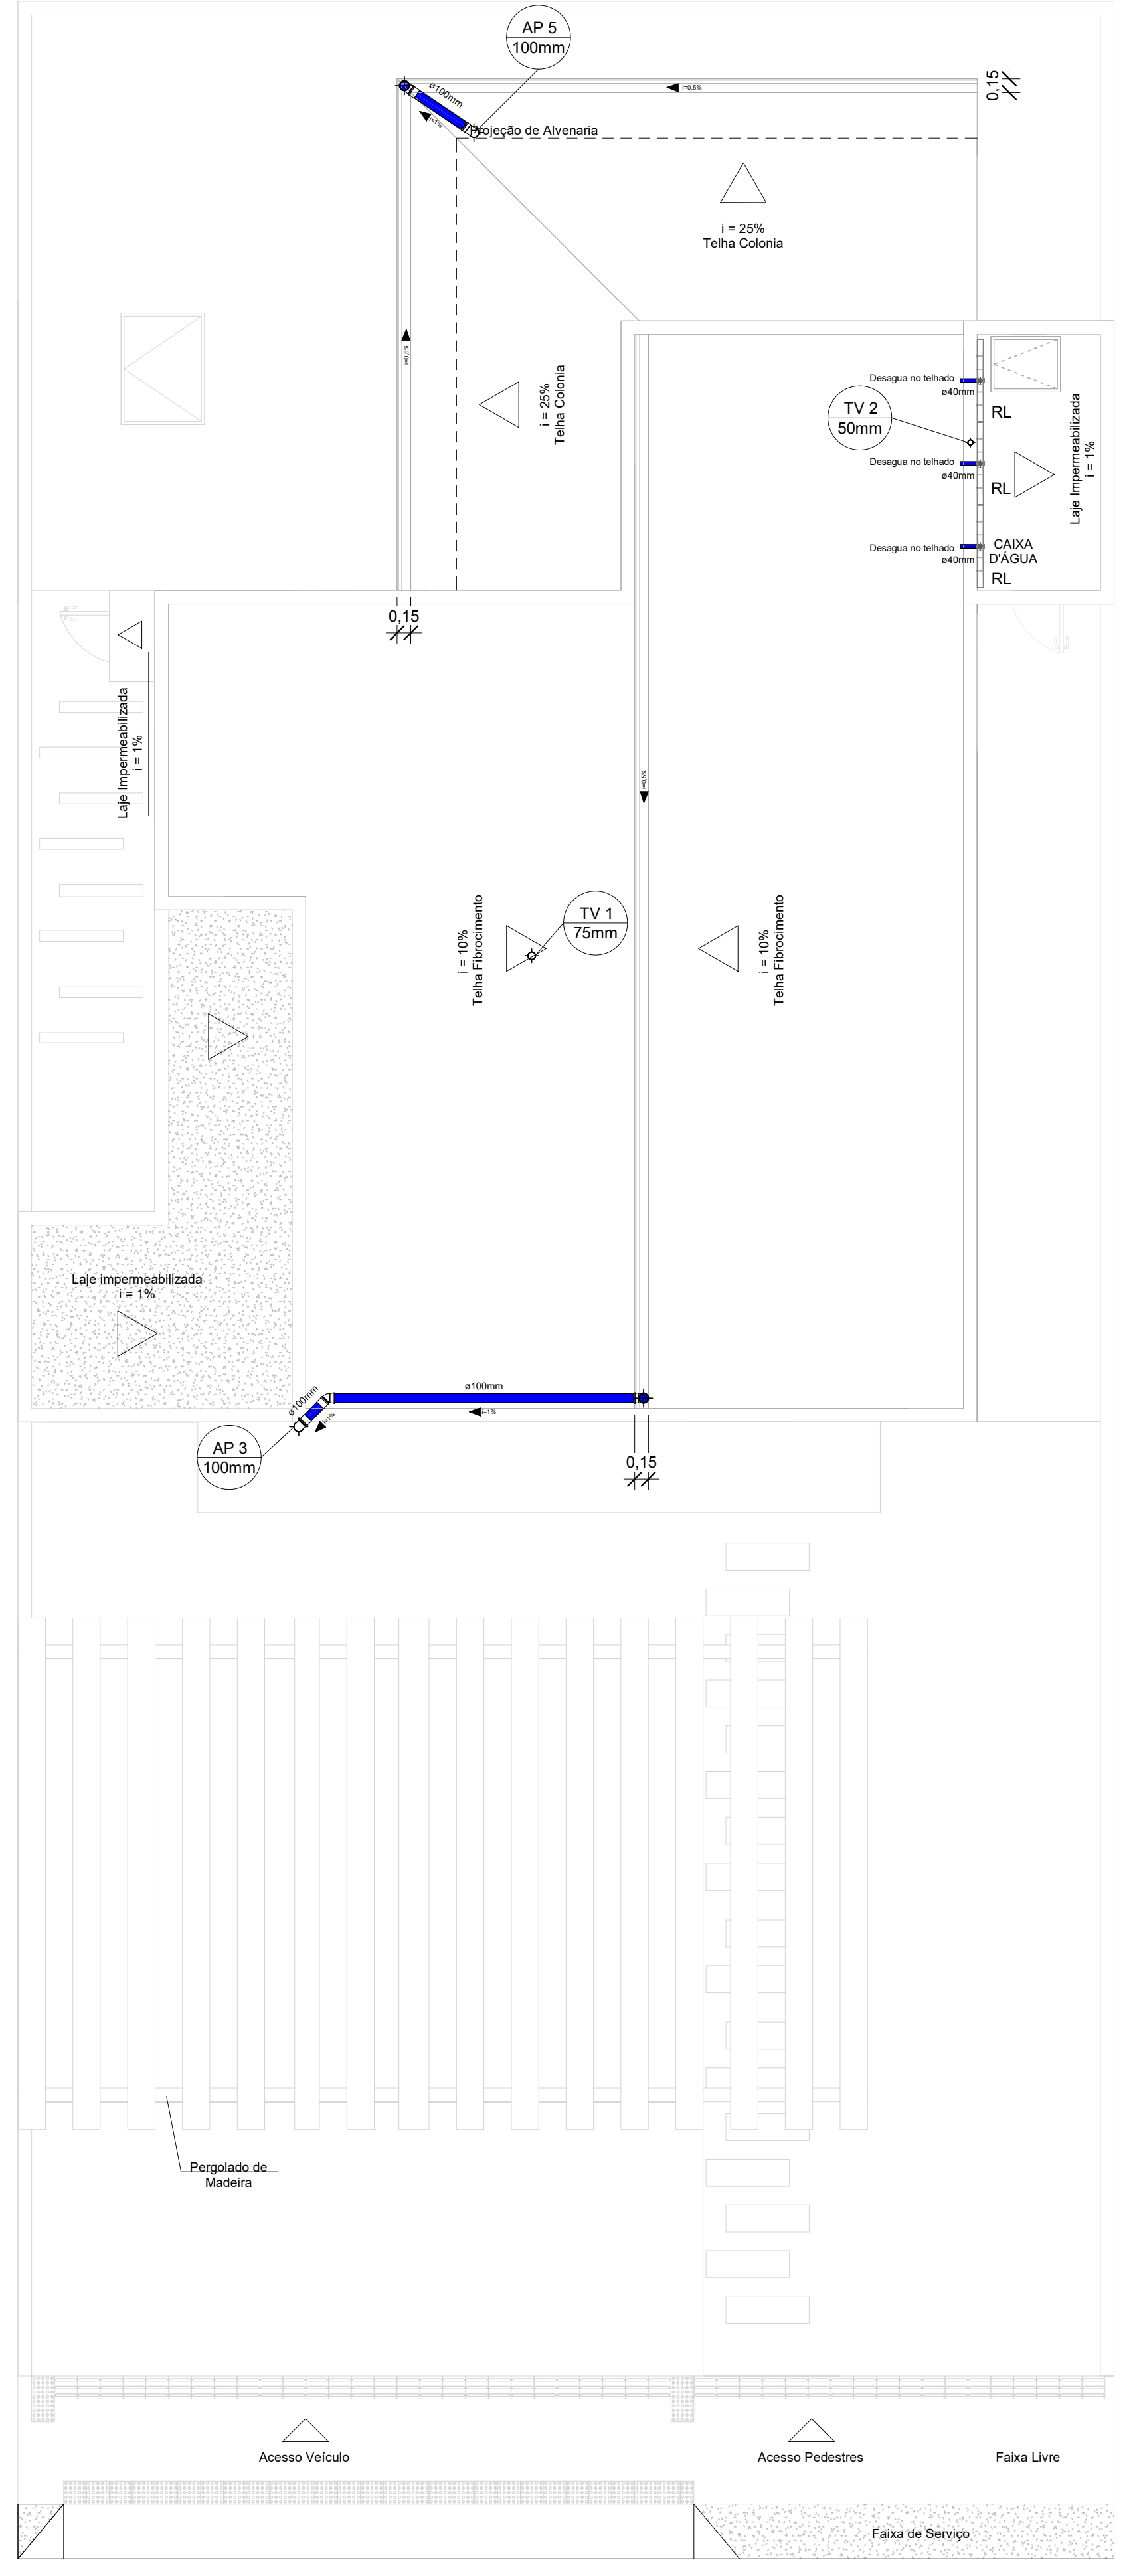 AP 5
100mm
ø100mm
i=1%
i=0,5%
0,15
Projeção de Alvenaria
i = 25%
Telha Colonia
i=0,5%
i = 25%
Telha Colonia
Desagua no telhado
ø40mm
TV 2
50mm
RL
Desagua no telhado
ø40mm
RL
Laje Impermeabilizada
i = 1%
Desagua no telhado
ø40mm
CAIXA
D'ÁGUA
RL
0,15
Laje Impermeabilizada
i = 1%
i=0,5%
TV 1
75mm
i = 10%
Telha Fibrocimento
i = 10%
Telha Fibrocimento
Laje impermeabilizada
i = 1%
ø100mm
ø100mm
i=1%
i=1%
AP 3
100mm
0,15
Pergolado de
Madeira
Acesso Veículo
Acesso Pedestres
Faixa Livre
Faixa de Serviço